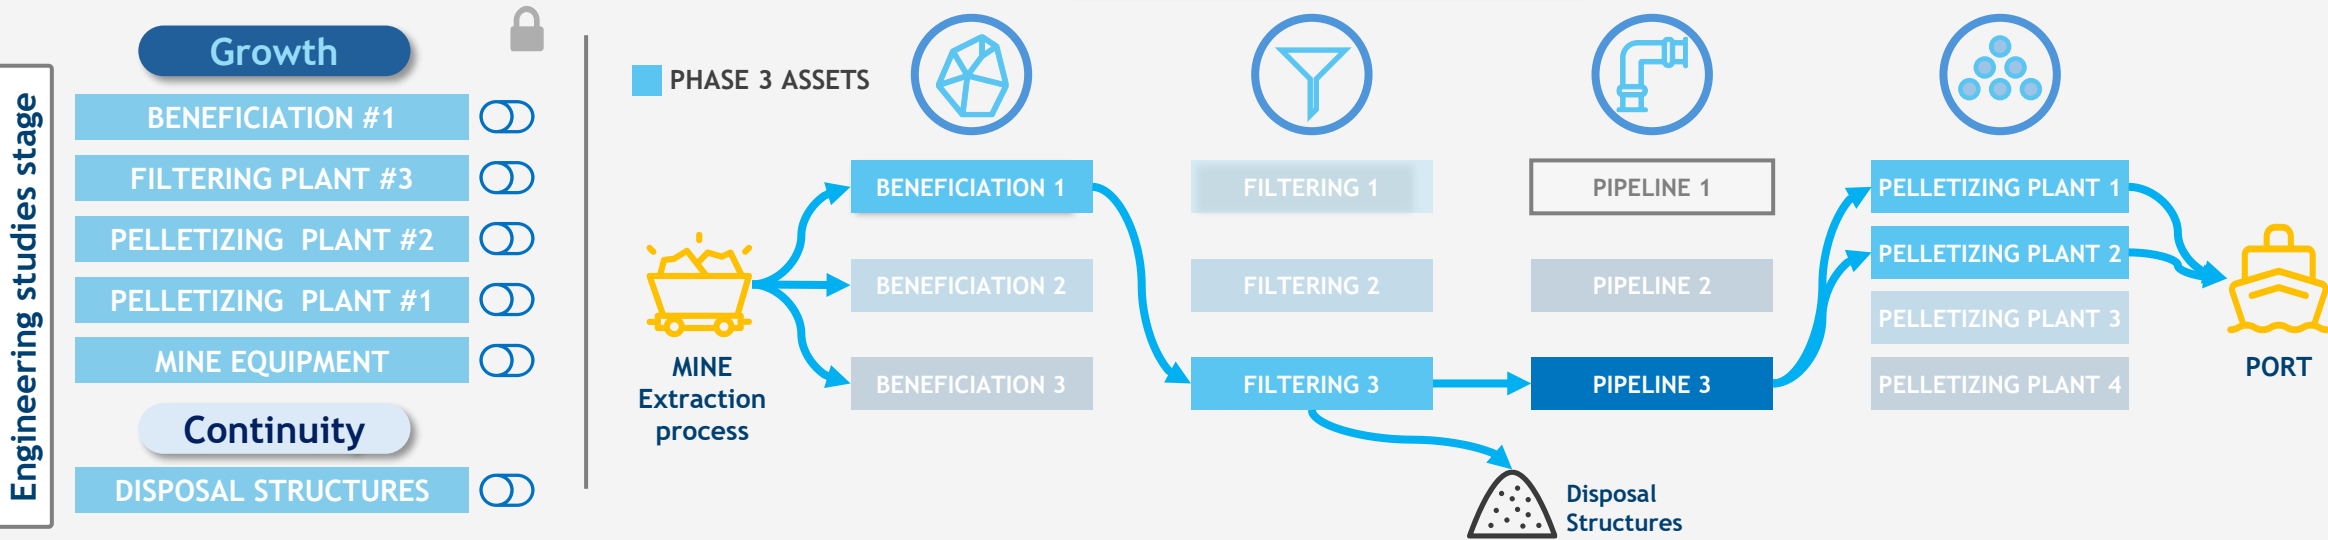 Engineering studies stage
Growth
BENEFICIATION #1
FILTERING PLANT #3
PELLETIZING  PLANT #2
PELLETIZING  PLANT #1
MINE EQUIPMENT
Continuity
DISPOSAL STRUCTURES
PHASE 3 ASSETS
MINE
Extraction
process
BENEFICIATION 1
BENEFICIATION 2
BENEFICIATION 3
FILTERING 1
FILTERING 2
FILTERING 3
PIPELINE 1
PIPELINE 2
PIPELINE 3
Disposal
Structures
PELLETIZING PLANT 1
PELLETIZING PLANT 2
PELLETIZING PLANT 3
PELLETIZING PLANT 4
PORT